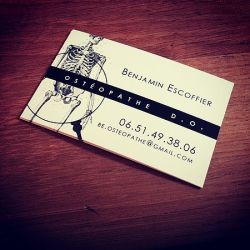 Benjamin Escoffier
OSTÉOPATHE D.O.
06.51.49.38.06
BE.OSTEOPATHE@GMAIL.COM